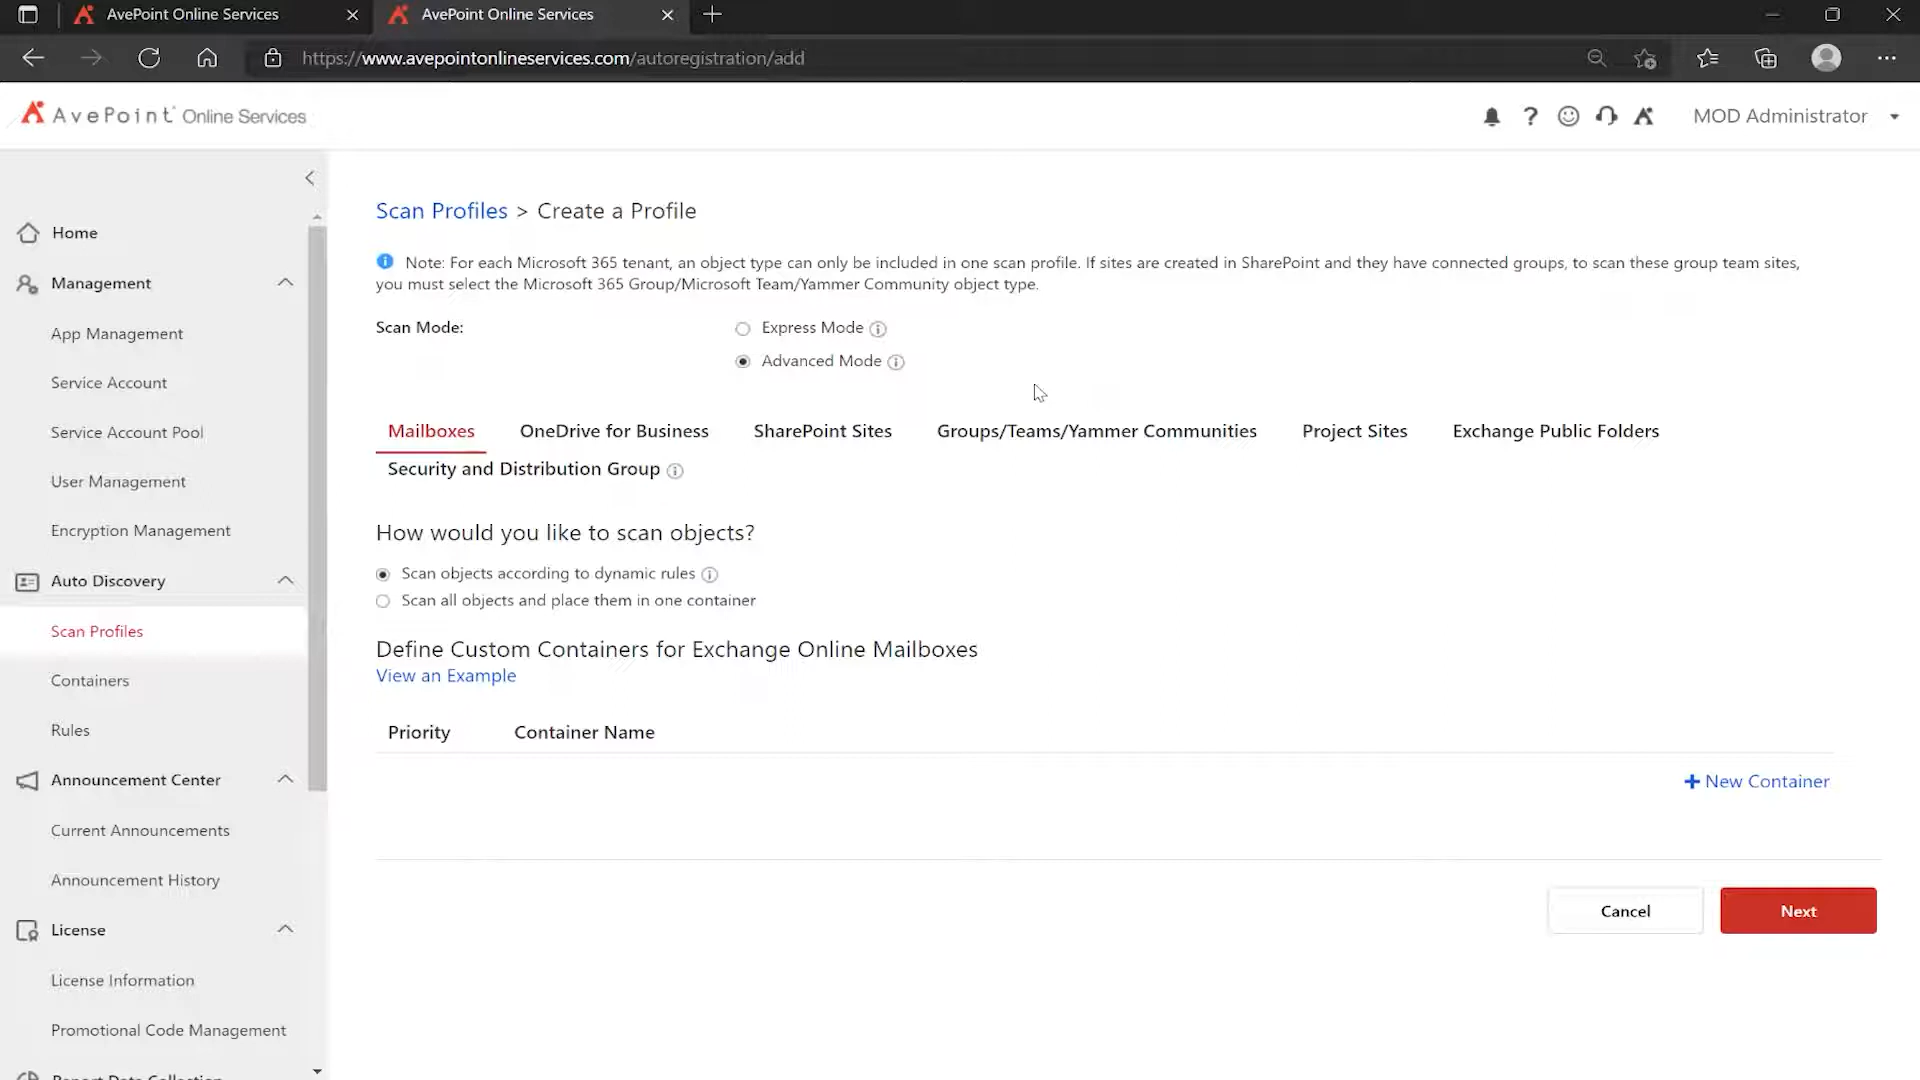 AvePoint Online Services
AvePoint Online Services
https://www.avepointonlineservices.com/autoregistration/add
AvePoint Online Services
MOD Administrator
Home
Management
App Management
Service Account
Service Account Pool
User Management
Encryption Management
Auto Discovery
Scan Profiles
Containers
Rules
Announcement Center
Current Announcements
Announcement History
License
License Information
Promotional Code Management
Report Data Collection
Scan Profiles > Create a Profile
Note: For each Microsoft 365 tenant, an object type can only be included in one scan profile. If sites are created in SharePoint and they have connected groups, to scan these group team sites,
you must select the Microsoft 365 Group/Microsoft Team/Yammer Community object type.
Scan Mode:
Express Mode
Advanced Mode
Mailboxes OneDrive for Business SharePoint Sites Groups/Teams/Yammer Communities Project Sites Exchange Public Folders
Security and Distribution Group
How would you like to scan objects?
Scan objects according to dynamic rules
Scan all objects and place them in one container
Define Custom Containers for Exchange Online Mailboxes
View an Example
Priority Container Name
+ New Container
Cancel Next